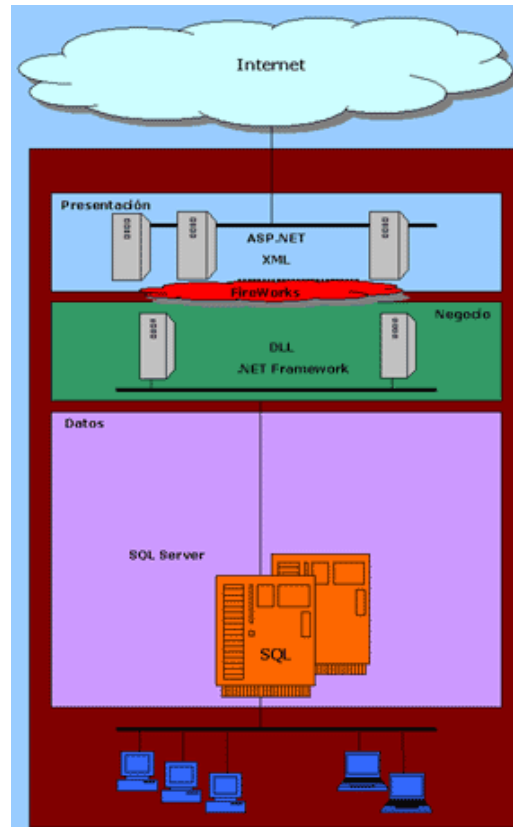 Internet
Presentación
ASP.NET
XML
FireWorks
Negocio
DLL
.NET Framework
Datos
SQL Server
SQL